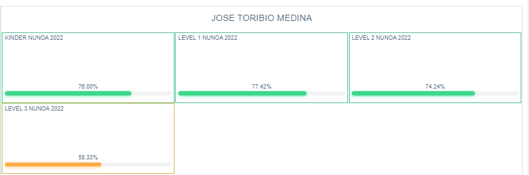 JOSE TORIBIO MEDINA
KINDER NUNOA 2022
LEVEL 1 NUNOA 2022
LEVEL 2 NUNOA 2022
78.00%
77.42%
74.24%
LEVEL 3 NUNOA 2022
58.33%